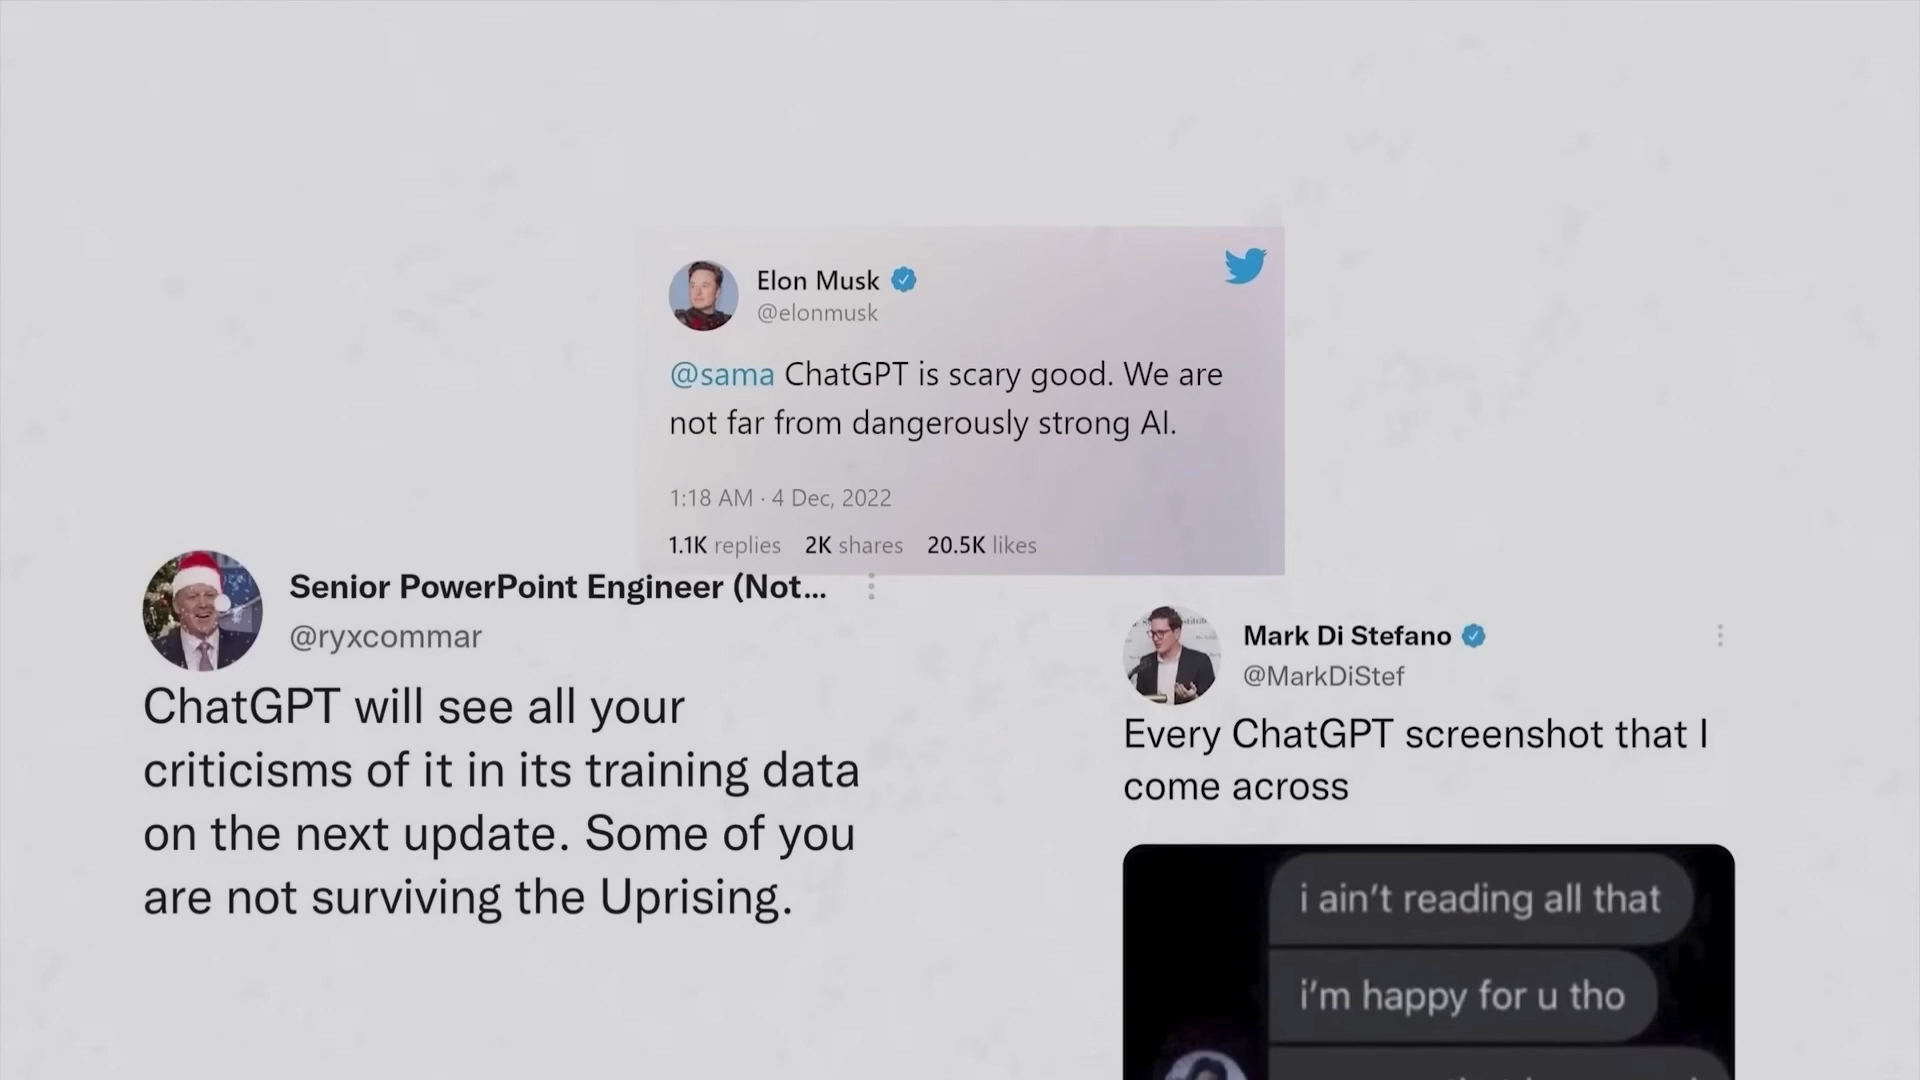 Elon Musk
@elonmusk
@sama ChatGPT is scary good. We are
not far from dangerously strong AI.
1:18 AM · 4 Dec, 2022
1.1K replies 2K shares 20.5K likes
Senior PowerPoint Engineer (Not...
@ryxcommar
ChatGPT will see all your
criticisms of it in its training data
on the next update. Some of you
are not surviving the Uprising.
Mark Di Stefano
@MarkDiStef
Every ChatGPT screenshot that I
come across
i ain't reading all that
i'm happy for u tho